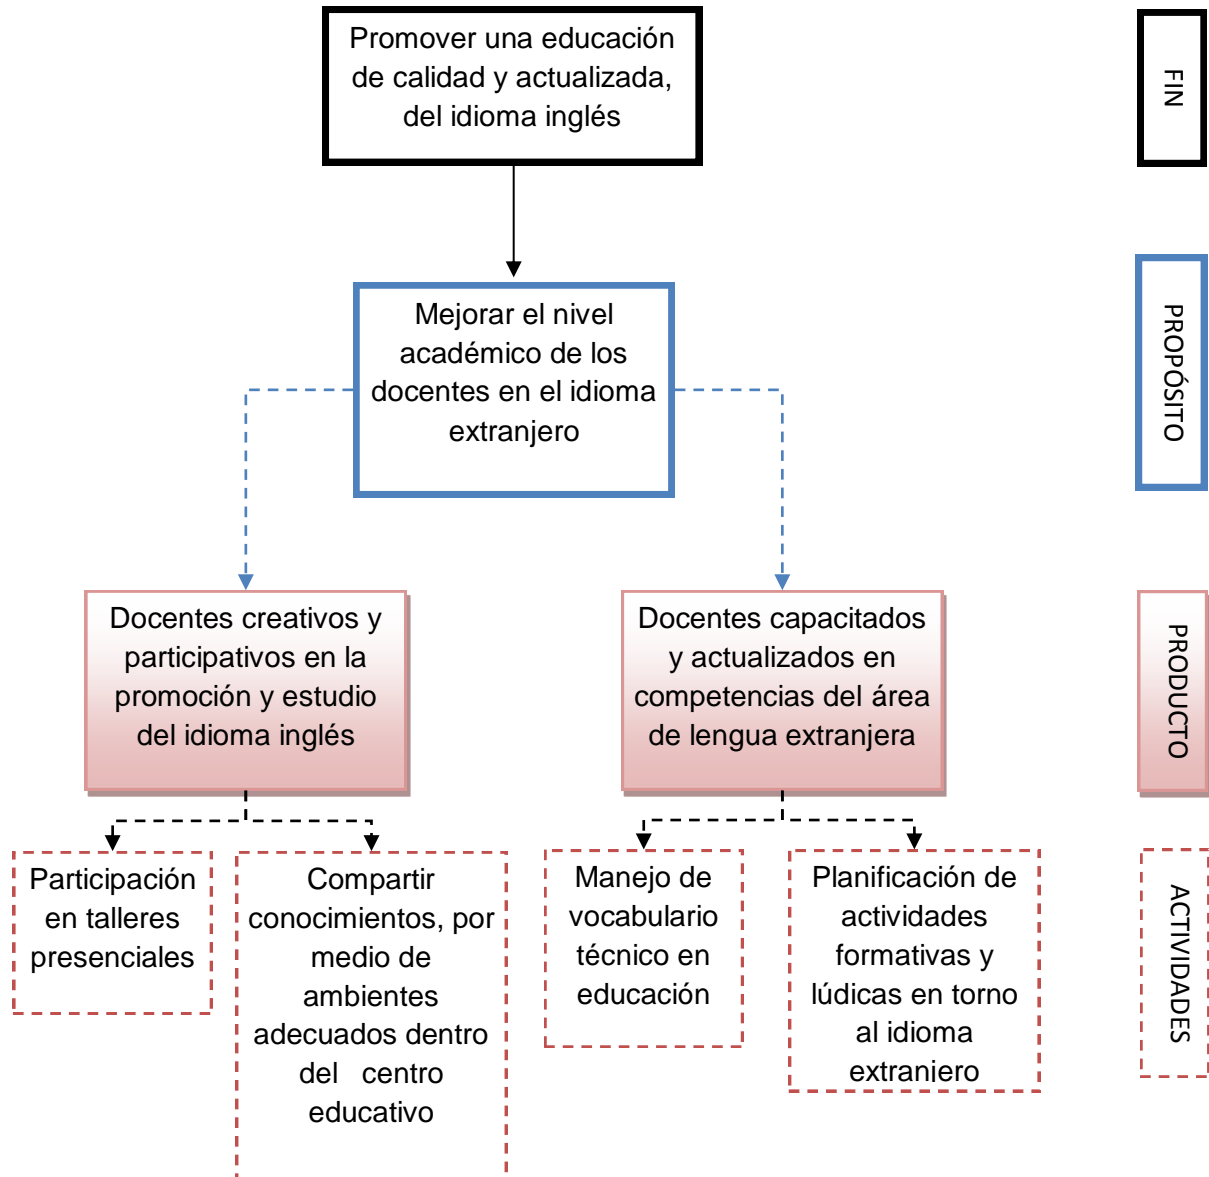 Promover una educación
de calidad y actualizada,
del idioma inglés
FIN
Mejorar el nivel
académico de los
docentes en el idioma
extranjero
PROPÓSITO
Docentes creativos y
participativos en la
promoción y estudio
del idioma inglés
Docentes capacitados
y actualizados en
competencias del área
de lengua extranjera
PRODUCTO
Participación
en talleres
presenciales
Compartir
conocimientos, por
medio de
ambientes
adecuados dentro
del centro
educativo
Manejo de
vocabulario
técnico en
educación
Planificación de
actividades
formativas y
lúdicas en torno
al idioma
extranjero
ACTIVIDADES